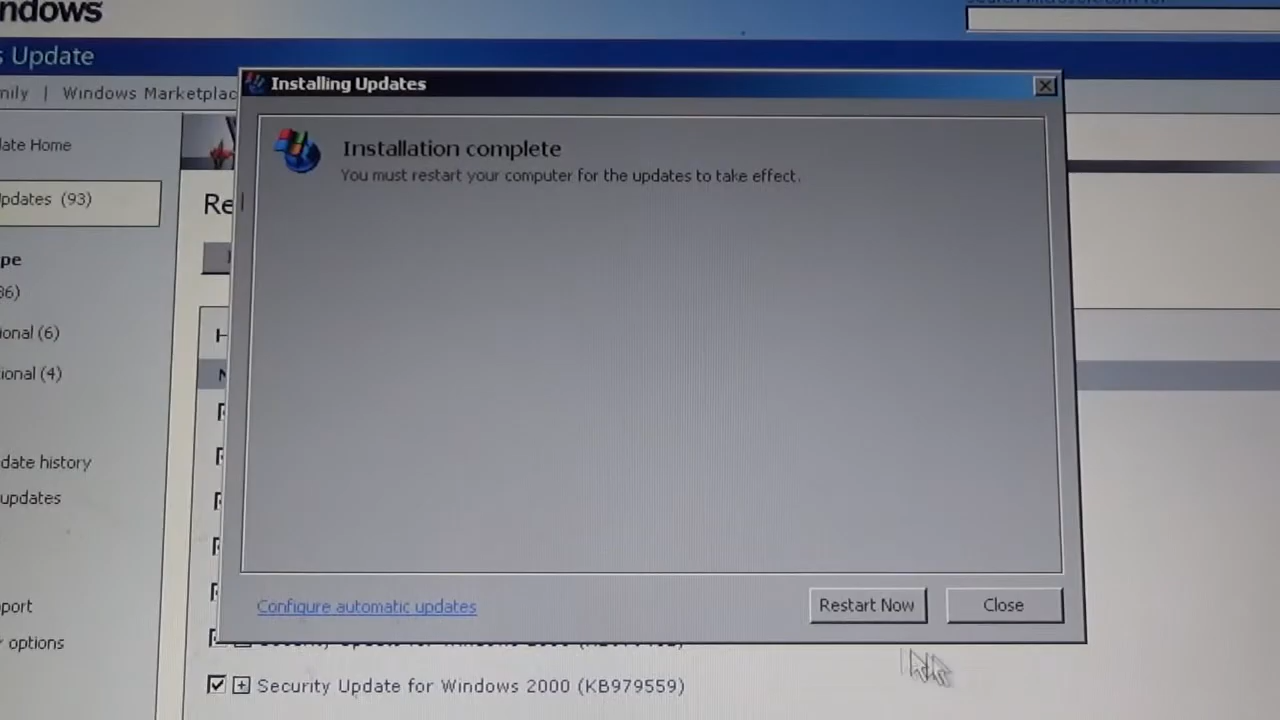 ndows
s Update
nily | Windows Marketplac
Installing Updates
Installation complete
You must restart your computer for the updates to take effect.
ate Home
pdates (93)
Re
pe
86)
ional (6)
ional (4)
date history
updates
port
options
Configure automatic updates
Restart Now
Close
Security Update for Windows 2000 (KB979559)